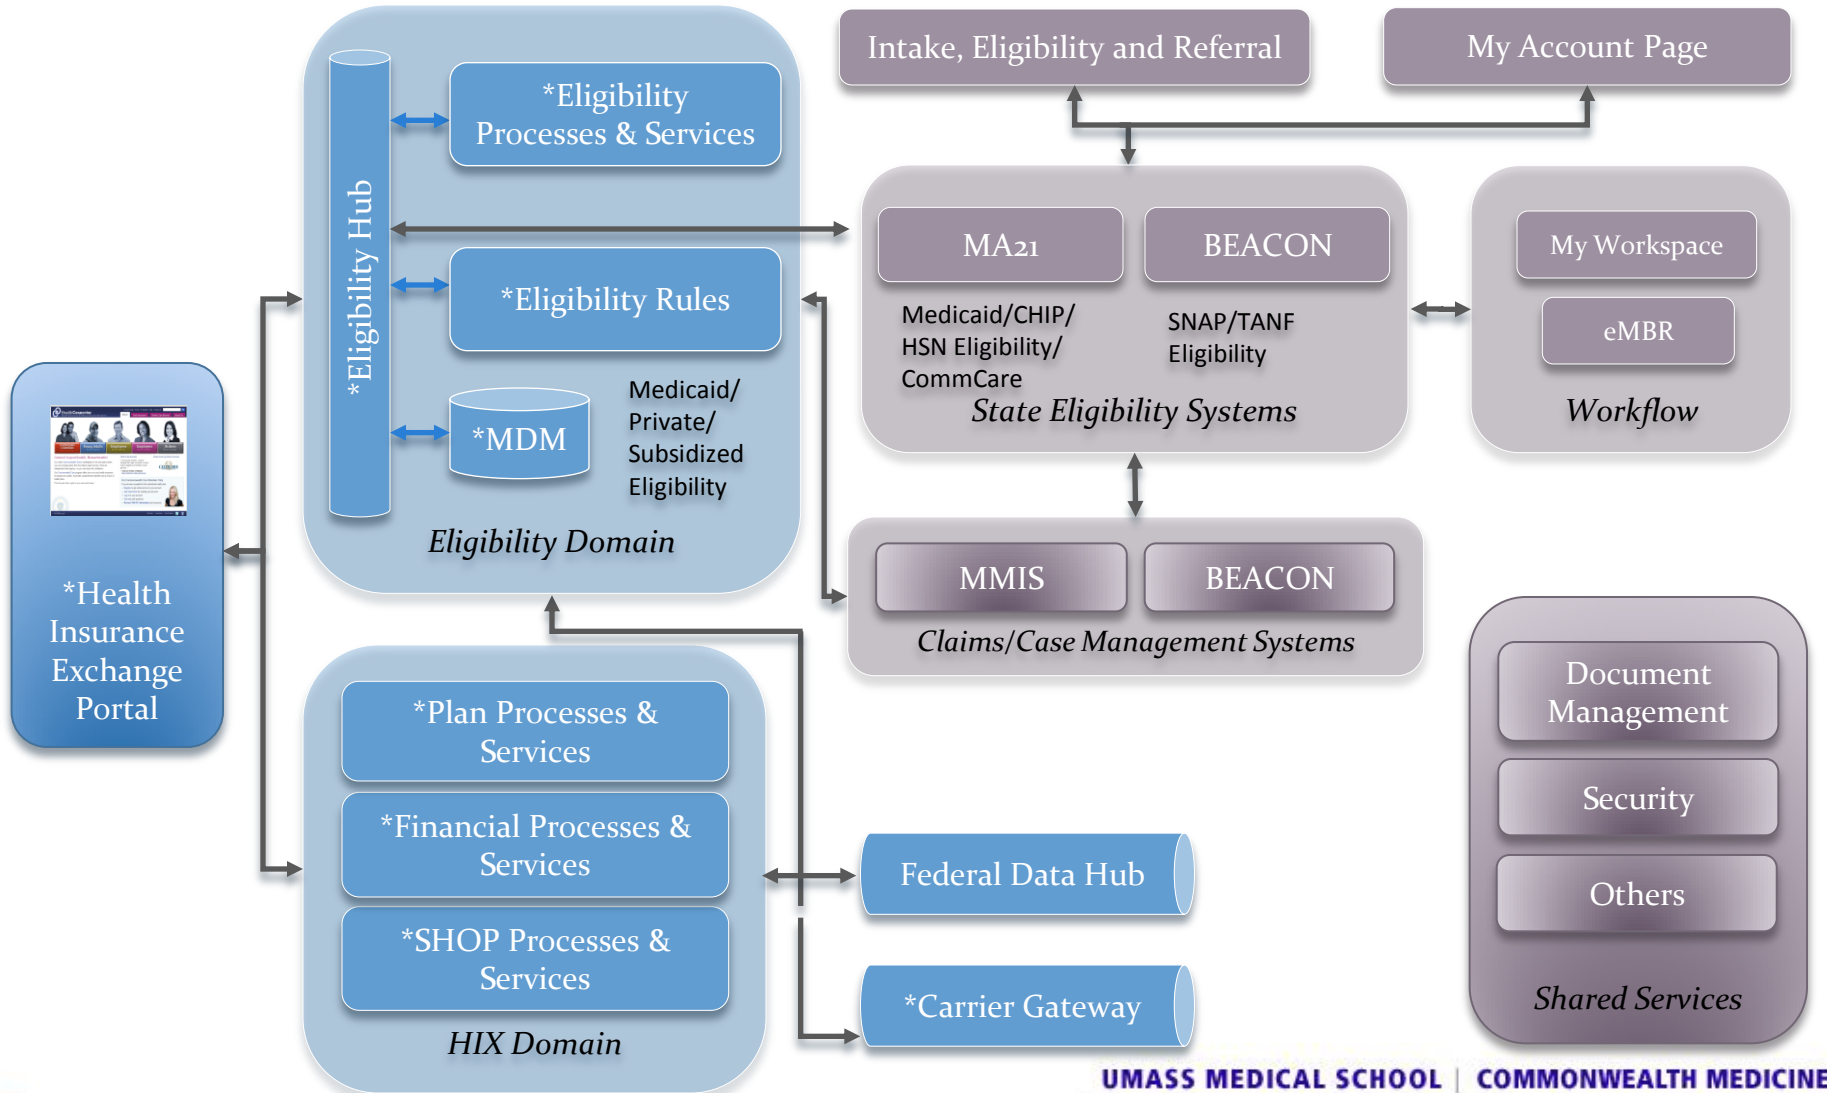 *Health
Insurance
Exchange
Portal
*Eligibility Hub
*Eligibility
Processes & Services
*Eligibility Rules
*MDM
Medicaid/
Private/
Subsidized
Eligibility
Eligibility Domain
*Plan Processes &
Services
*Financial Processes &
Services
*SHOP Processes &
Services
HIX Domain
Intake, Eligibility and Referral
My Account Page
MA21
BEACON
Medicaid/CHIP/
HSN Eligibility/
CommCare
SNAP/TANF
Eligibility
State Eligibility Systems
My Workspace
eMBR
Workflow
MMIS
BEACON
Claims/Case Management Systems
Federal Data Hub
*Carrier Gateway
Document
Management
Security
Others
Shared Services
UMASS MEDICAL SCHOOL | COMMONWEALTH MEDICINE